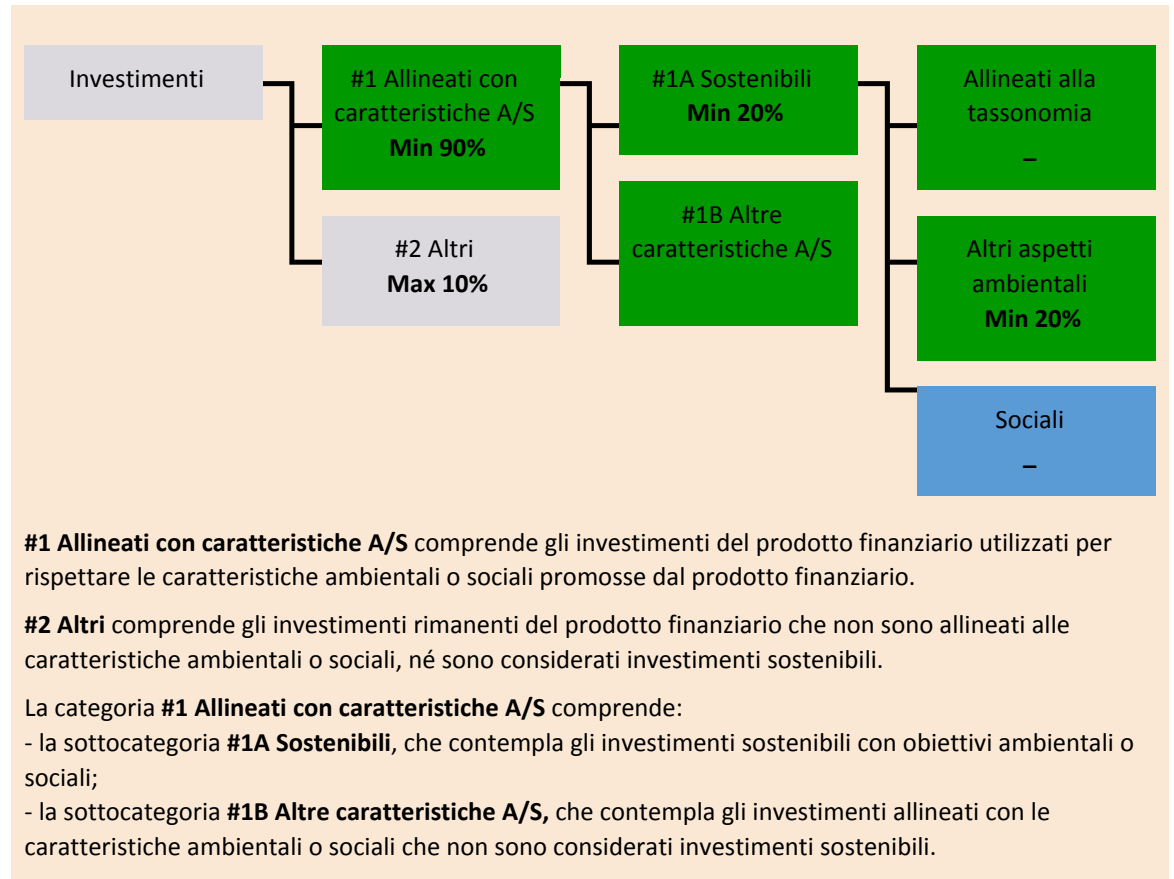 Investimenti
#1 Allineati con
caratteristiche A/S
Min 90%
#2 Altri
Max 10%
#1A Sostenibili
Min 20%
#1B Altre
caratteristiche A/S
Allineati alla
tassonomia
–
Altri aspetti
ambientali
Min 20%
Sociali
–
#1 Allineati con caratteristiche A/S comprende gli investimenti del prodotto finanziario utilizzati per
rispettare le caratteristiche ambientali o sociali promosse dal prodotto finanziario.
#2 Altri comprende gli investimenti rimanenti del prodotto finanziario che non sono allineati alle
caratteristiche ambientali o sociali, né sono considerati investimenti sostenibili.
La categoria #1 Allineati con caratteristiche A/S comprende:
- la sottocategoria #1A Sostenibili, che contempla gli investimenti sostenibili con obiettivi ambientali o
sociali;
- la sottocategoria #1B Altre caratteristiche A/S, che contempla gli investimenti allineati con le
caratteristiche ambientali o sociali che non sono considerati investimenti sostenibili.